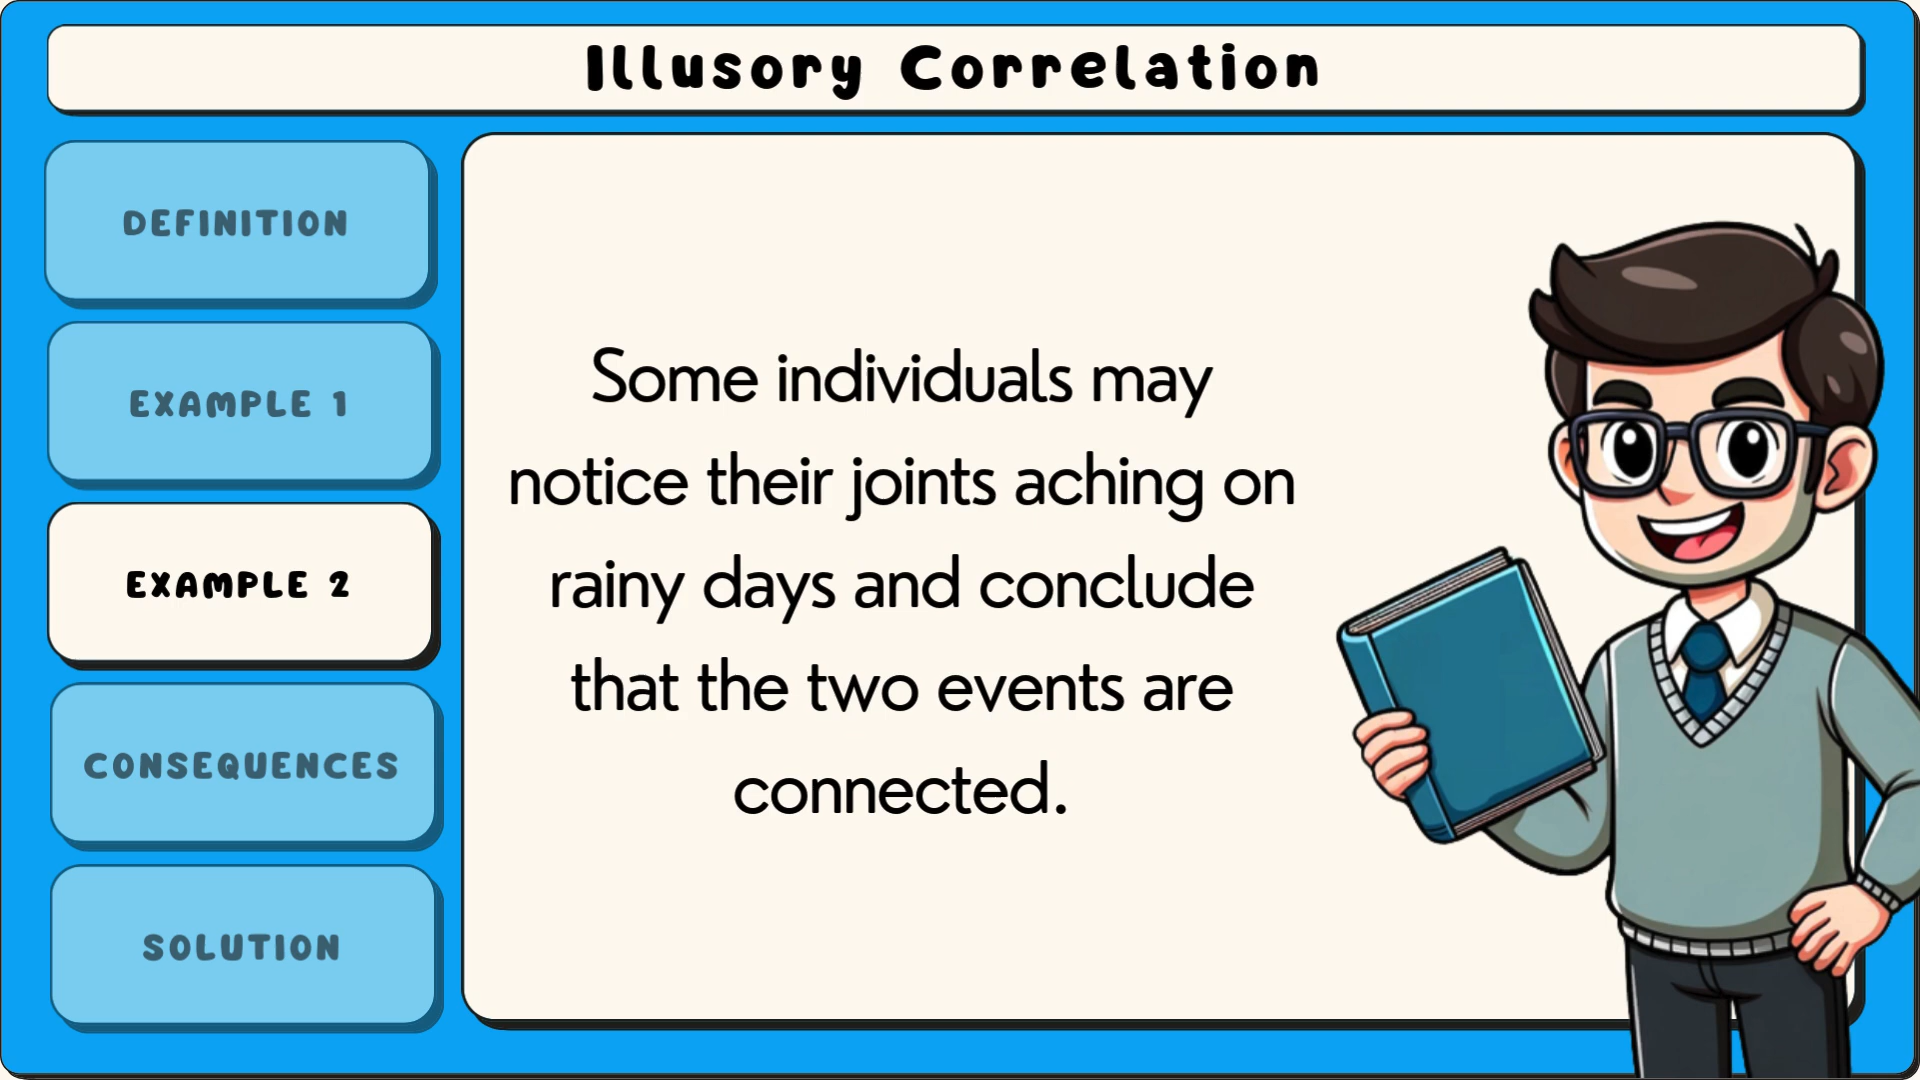 Illusory Correlation
DEFINITION
EXAMPLE 1
EXAMPLE 2
CONSEQUENCES
SOLUTION
Some individuals may
notice their joints aching on
rainy days and conclude
that the two events are
connected.